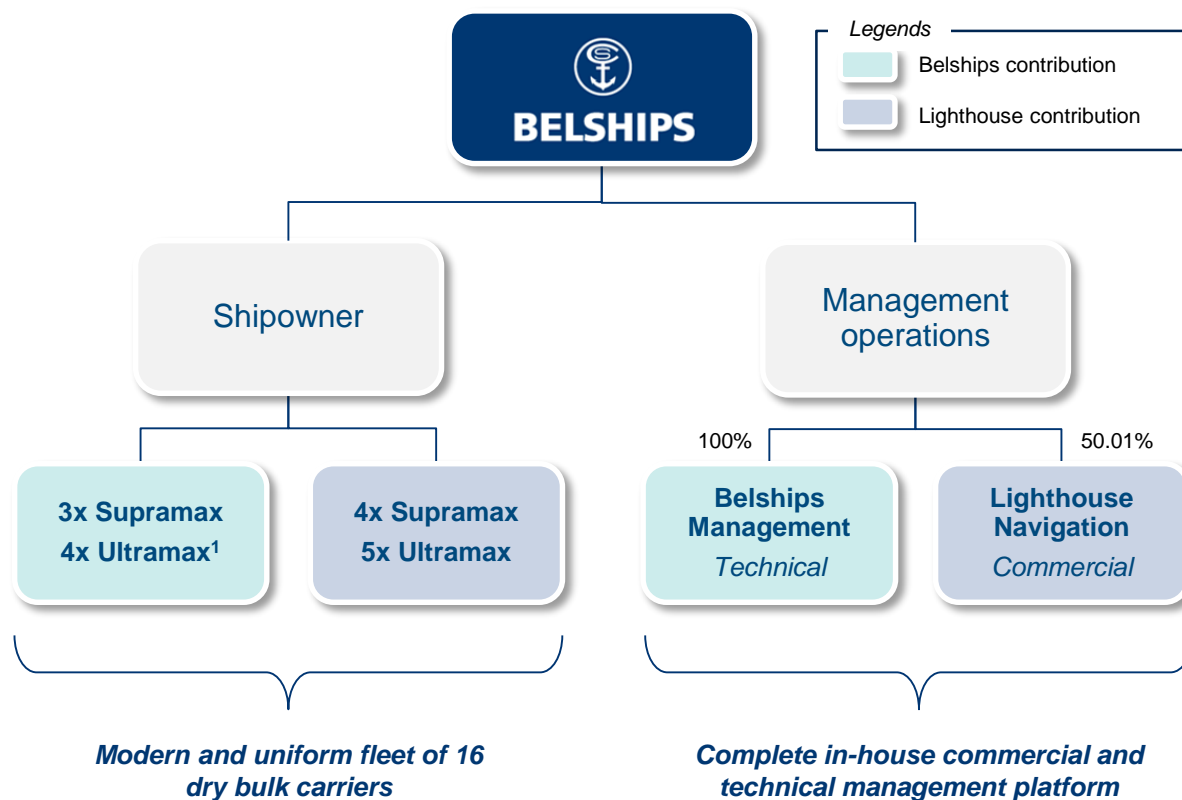 BELSHIPS
Legends
Belships contribution
Lighthouse contribution
Shipowner
Management
operations
100%
50.01%
3x Supramax
4x Ultramax¹
4x Supramax
5x Ultramax
Belships
Management
Technical
Lighthouse
Navigation
Commercial
Modern and uniform fleet of 16
dry bulk carriers
Complete in-house commercial and
technical management platform